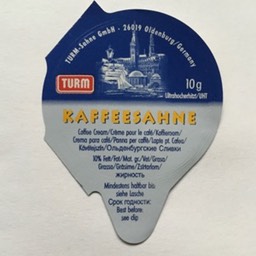 TURM-Sahne GmbH - 26019 Oldenburg/Germany
TURM
10g
Ultrahocherhitzt/UHT
KAFFEESAHNE
Coffee Cream/Crème pour le café/Kaffeeroom/
Crema para café/Panna per caffè/Lapte pt. Cafea/
Kávétejszín/Ольденбургские Сливки
10% Fett/Fat/Mat. gr./Vet/Grasa/
Grasso/Grăsime/Zsírtartalom/
жирность
Mindestens haltbar bis:
siehe Lasche
Срок годности:
Best before:
see clip